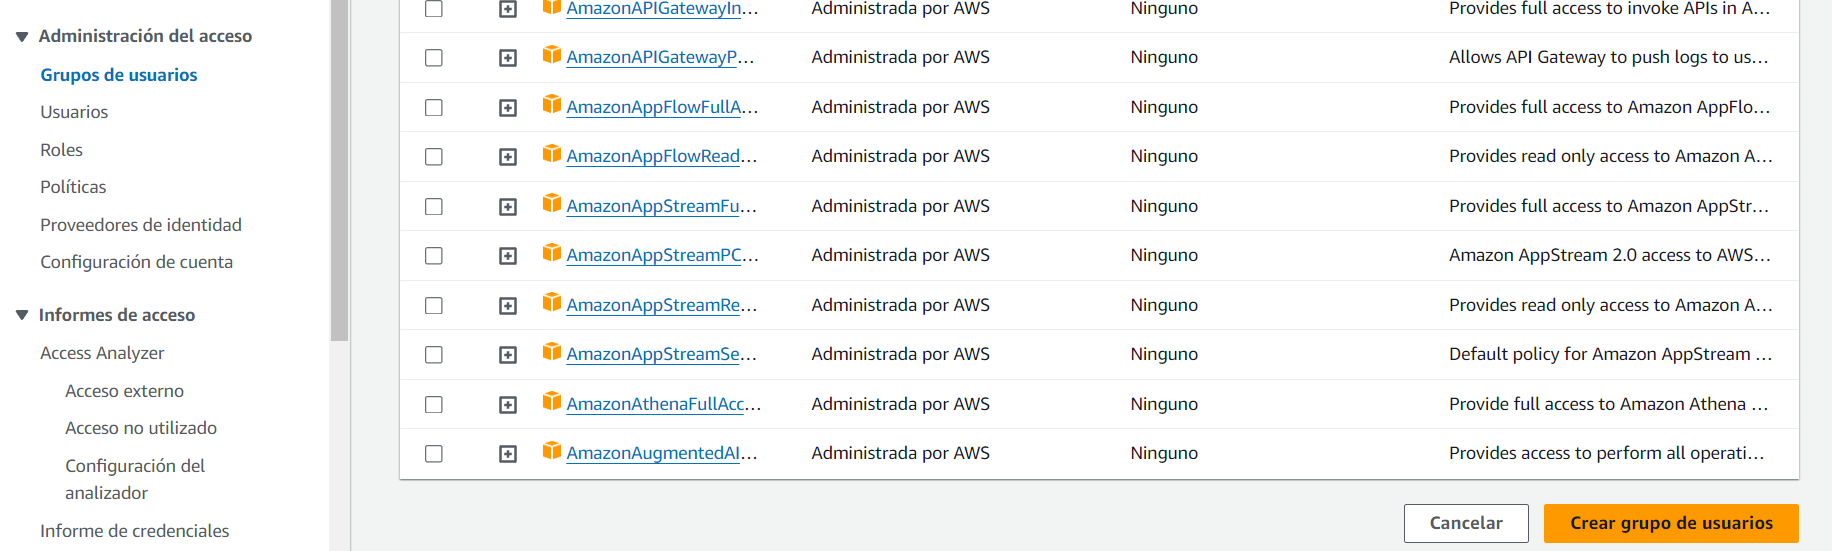 Administración del acceso
Grupos de usuarios
Usuarios
Roles
Políticas
Proveedores de identidad
Configuración de cuenta
Informes de acceso
Access Analyzer
Acceso externo
Acceso no utilizado
Configuración del
analizador
Informe de credenciales
AmazonAPIGatewayIn... Administrada por AWS Ninguno Provides full access to invoke APIs in A...
AmazonAPIGatewayP... Administrada por AWS Ninguno Allows API Gateway to push logs to us...
AmazonAppFlowFullA... Administrada por AWS Ninguno Provides full access to Amazon AppFlo...
AmazonAppFlowRead... Administrada por AWS Ninguno Provides read only access to Amazon A...
AmazonAppStreamFu... Administrada por AWS Ninguno Provides full access to Amazon AppStr...
AmazonAppStreamPC... Administrada por AWS Ninguno Amazon AppStream 2.0 access to AWS...
AmazonAppStreamRe... Administrada por AWS Ninguno Provides read only access to Amazon A...
AmazonAppStreamSe... Administrada por AWS Ninguno Default policy for Amazon AppStream ...
AmazonAthenaFullAcc... Administrada por AWS Ninguno Provide full access to Amazon Athena ...
AmazonAugmentedAI... Administrada por AWS Ninguno Provides access to perform all operati...
Cancelar Crear grupo de usuarios